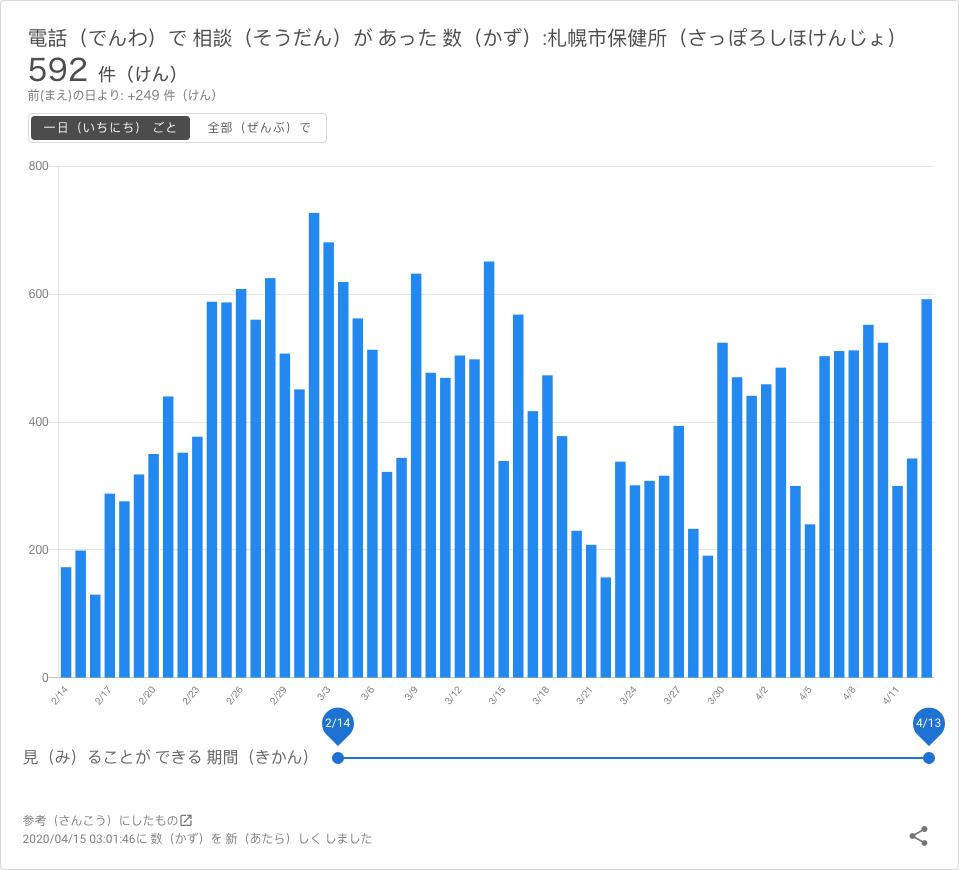 電話（でんわ）で 相談（そうだん）が あった 数（かず）:札幌市保健所（さっぽろしほけんじょ）
592 件（けん）
前(まえ)の日より: +249 件（けん）
一日（いちにち） ごと 全部（ぜんぶ）で
800
600
400
200
0
2/14 2/17 2/20 2/23 2/26 2/29 3/3 3/6 3/9 3/12 3/15 3/18 3/21 3/24 3/27 3/30 4/2 4/5 4/8 4/11
2/14 4/13
見（み）ることが できる 期間（きかん）
参考（さんこう）にしたもの
2020/04/15 03:01:46に 数（かず）を 新（あたら）しく しました